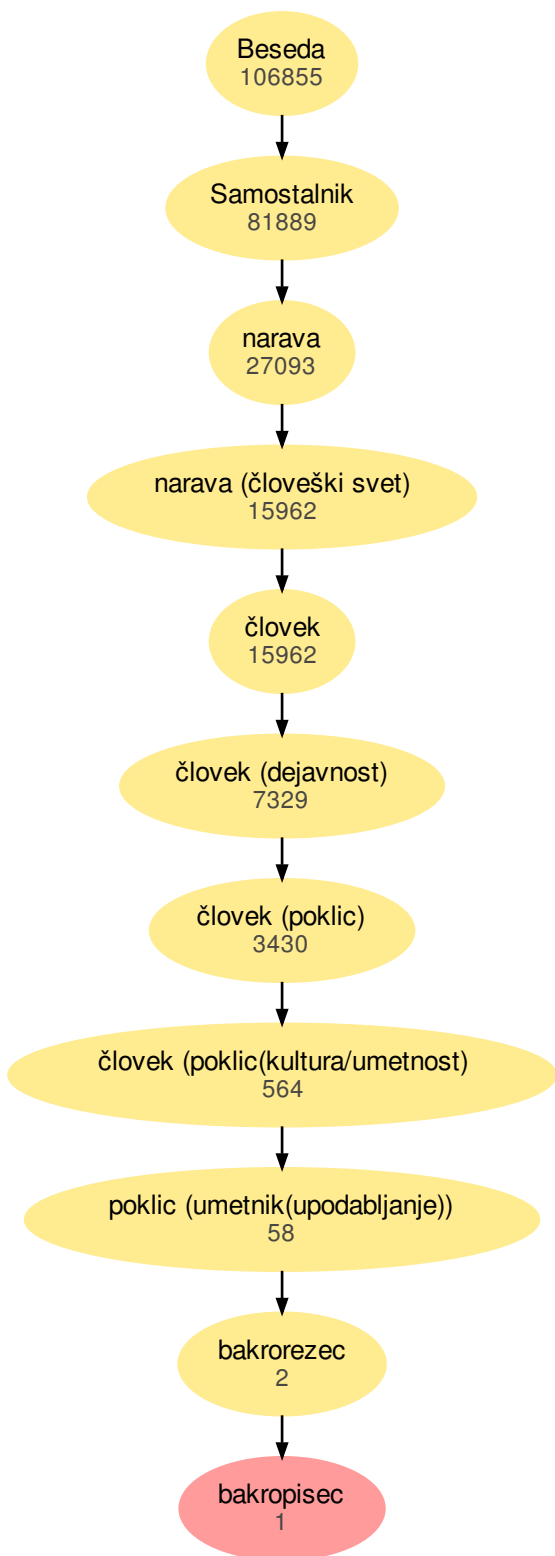 Beseda
106855
Samostalnik
81889
narava
27093
narava (človeški svet)
15962
človek
15962
človek (dejavnost)
7329
človek (poklic)
3430
človek (poklic(kultura/umetnost)
564
poklic (umetnik(upodabljanje))
58
bakrorezec
2
bakropisec
1